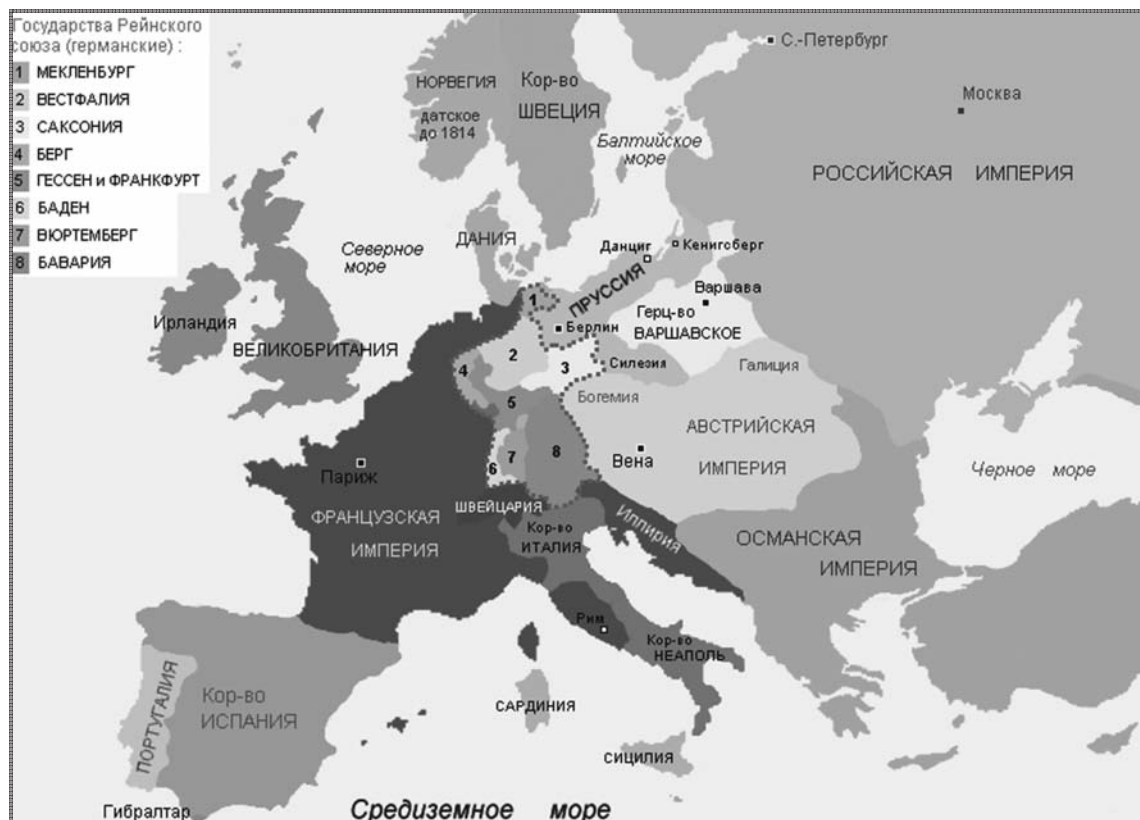 Государства Рейнского
союза (германские) :
1 МЕКЛЕНБУРГ
2 ВЕСТФАЛИЯ
3 САКСОНИЯ
4 БЕРГ
5 ГЕССЕН и ФРАНКФУРТ
6 БАДЕН
7 ВЮРТЕМБЕРГ
8 БАВАРИЯ
С.-Петербург
НОРВЕГИЯ
датское
до 1814
Кор-во
ШВЕЦИЯ
Москва
Балтийское
море
РОССИЙСКАЯ ИМПЕРИЯ
Северное
море
ДАНИЯ
Данциг
Кенигсберг
ПРУССИЯ
Варшава
Герц-во
ВАРШАВСКОЕ
Ирландия
ВЕЛИКОБРИТАНИЯ
1
Берлин
2
3
4
Силезия
Галиция
5
Богемия
АВСТРИЙСКАЯ
ИМПЕРИЯ
6
7
8
Вена
Черное море
Париж
ФРАНЦУЗСКАЯ
ИМПЕРИЯ
ШВЕЙЦАРИЯ
Кор-во
ИТАЛИЯ
Иллирия
ОСМАНСКАЯ
ИМПЕРИЯ
Рим
Кор-во
НЕАПОЛЬ
ПОРТУГАЛИЯ
Кор-во
ИСПАНИЯ
САРДИНИЯ
СИЦИЛИЯ
Гибралтар
Средиземное море